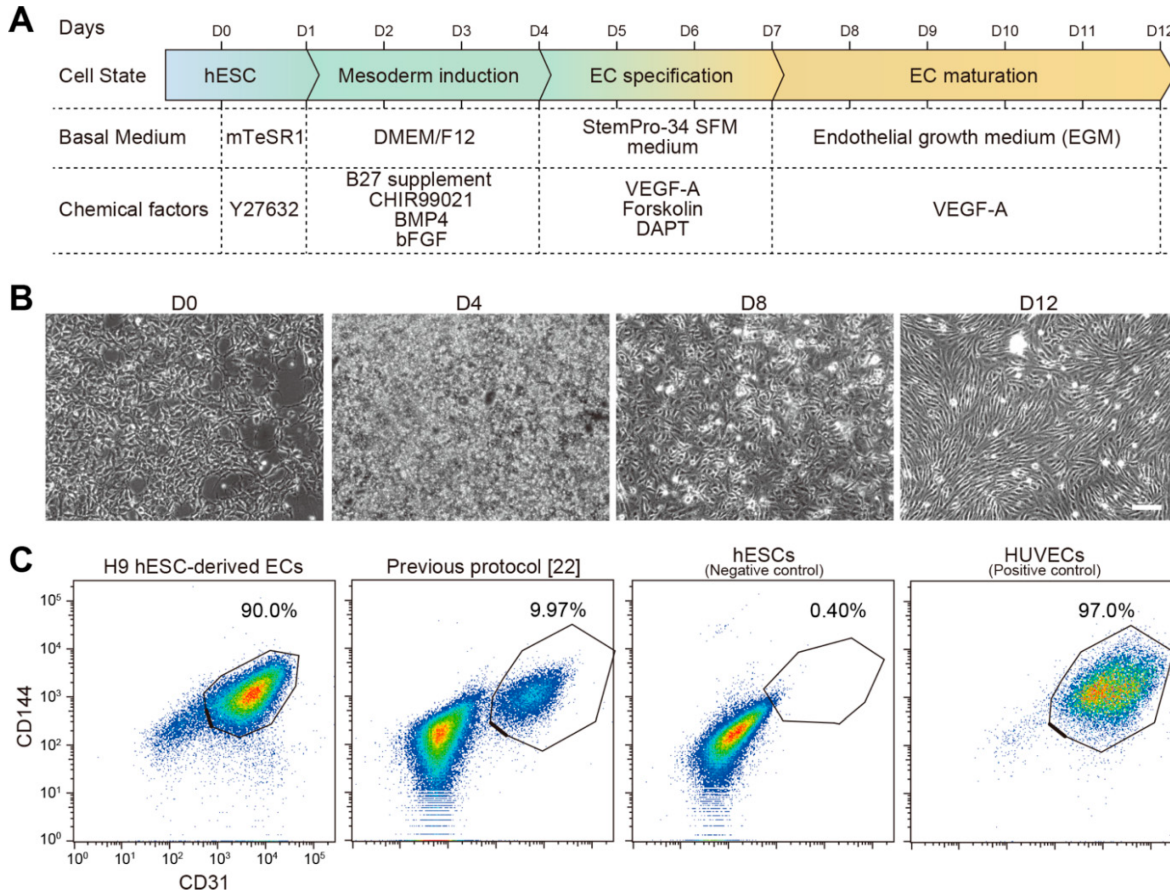 A
Days
D0 D1 D2 D3 D4 D5 D6 D7 D8 D9 D10 D11 D12
Cell State
hESC
Mesoderm induction
EC specification
EC maturation
Basal Medium
mTeSR1
DMEM/F12
StemPro-34 SFM
medium
Endothelial growth medium (EGM)
Chemical factors
Y27632
B27 supplement
CHIR99021
BMP4
bFGF
VEGF-A
Forskolin
DAPT
VEGF-A
B
D0
D4
D8
D12
C
H9 hESC-derived ECs
90.0%
Previous protocol [22]
9.97%
hESCs
(Negative control)
0.40%
HUVECs
(Positive control)
97.0%
CD144
10⁵
10⁴
10³
10²
10¹
10⁰
10⁰ 10¹ 10² 10³ 10⁴ 10⁵
CD31